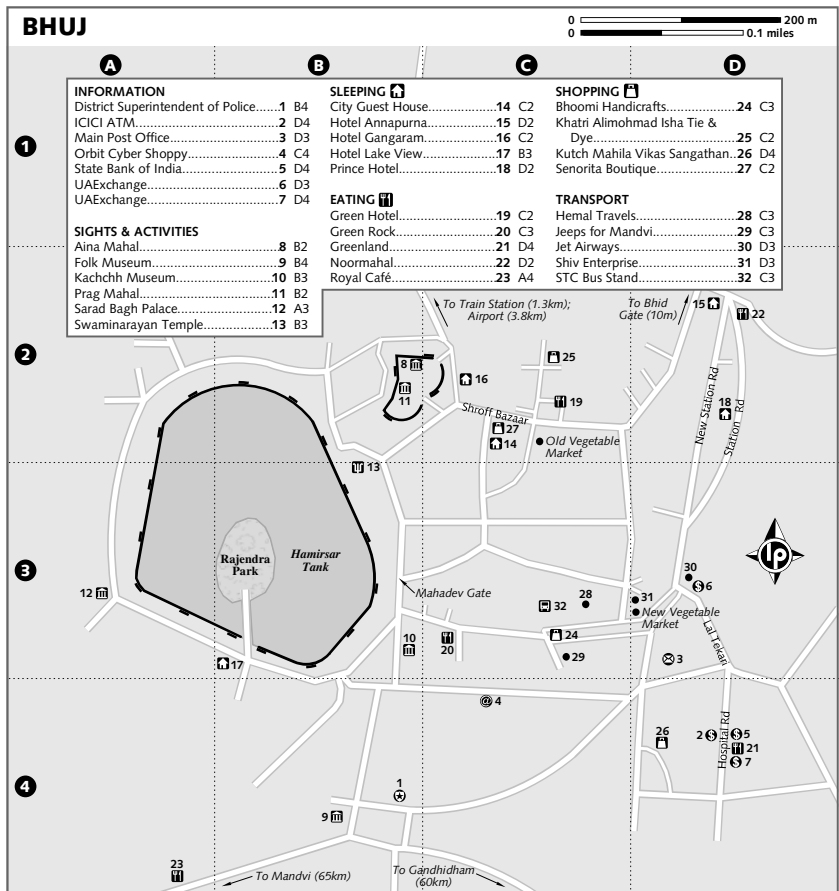 BHUJ
0 200 m
0 0.1 miles
A B C D
INFORMATION
District Superintendent of Police......1 B4
ICICI ATM......2 D4
Main Post Office......3 D3
Orbit Cyber Shoppy......4 C4
State Bank of India......5 D4
UAExchange......6 D3
UAExchange......7 D4
SIGHTS & ACTIVITIES
Aina Mahal......8 B2
Folk Museum......9 B4
Kachchh Museum......10 B3
Prag Mahal......11 B2
Sarad Bagh Palace......12 A3
Swaminarayan Temple......13 B3
SLEEPING
City Guest House......14 C2
Hotel Annapurna......15 D2
Hotel Gangaram......16 C2
Hotel Lake View......17 B3
Prince Hotel......18 D2
EATING
Green Hotel......19 C2
Green Rock......20 C3
Greenland......21 D4
Noormahal......22 D2
Royal Café......23 A4
SHOPPING
Bhoomi Handicrafts......24 C3
Khatri Alimohmad Isha Tie &
Dye......25 C2
Kutch Mahila Vikas Sangathan..26 D4
Senorita Boutique......27 C2
TRANSPORT
Hemal Travels......28 C3
Jeeps for Mandvi......29 C3
Jet Airways......30 D3
Shiv Enterprise......31 D3
STC Bus Stand......32 C3
1
2
3
4
To Train Station (1.3km);
Airport (3.8km)
To Bhid
Gate (10m)
15
22
8
11
16
25
19
18
New Station Rd
Station Rd
Shroff Bazaar
27
14
Old Vegetable
Market
13
Rajendra
Park
Hamirsar
Tank
Mahadev Gate
12
17
10
20
32
28
24
29
31
New Vegetable
Market
30
6
lp
Lal Tekari
3
4
26
2
5
21
7
Hospital Rd
1
9
23
To Mandvi (65km)
To Gandhidham
(60km)